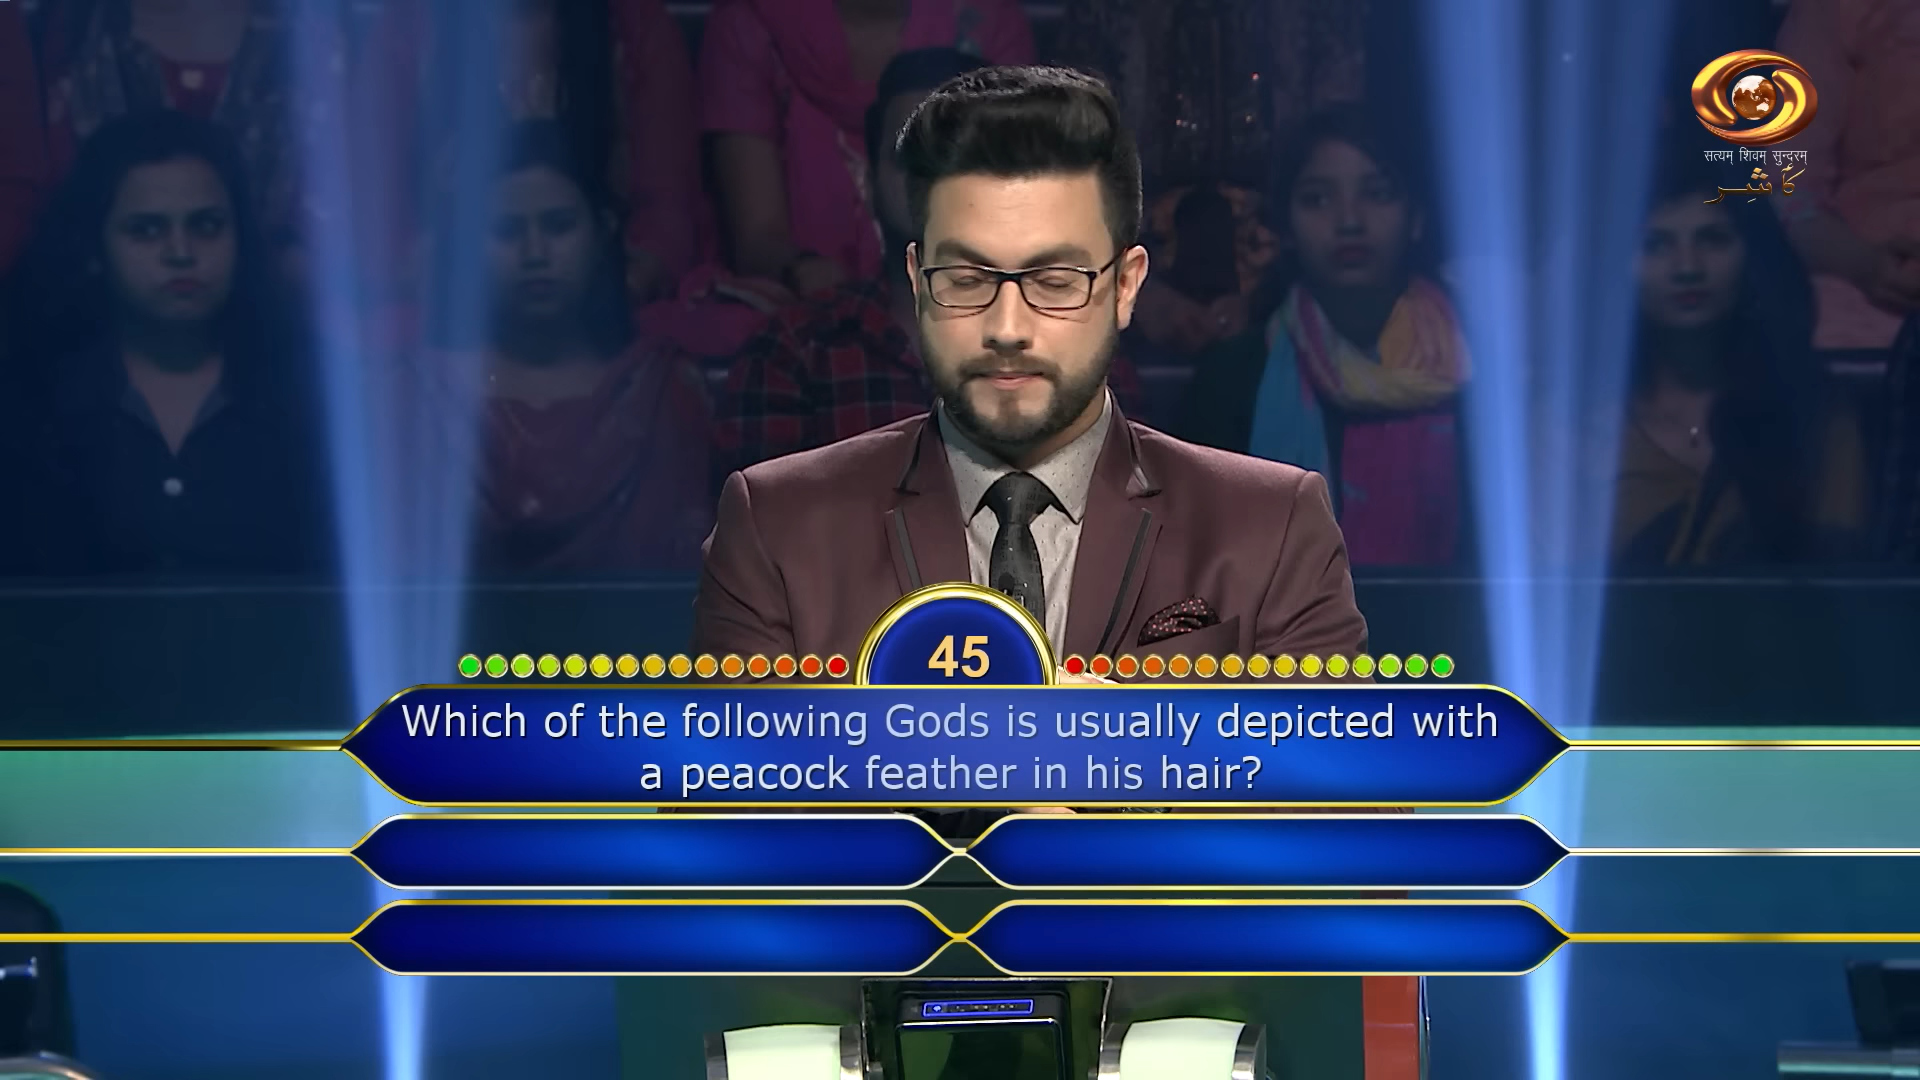 सत्यम् शिवम् सुन्दरम्
کأشِر
45
Which of the following Gods is usually depicted with
a peacock feather in his hair?